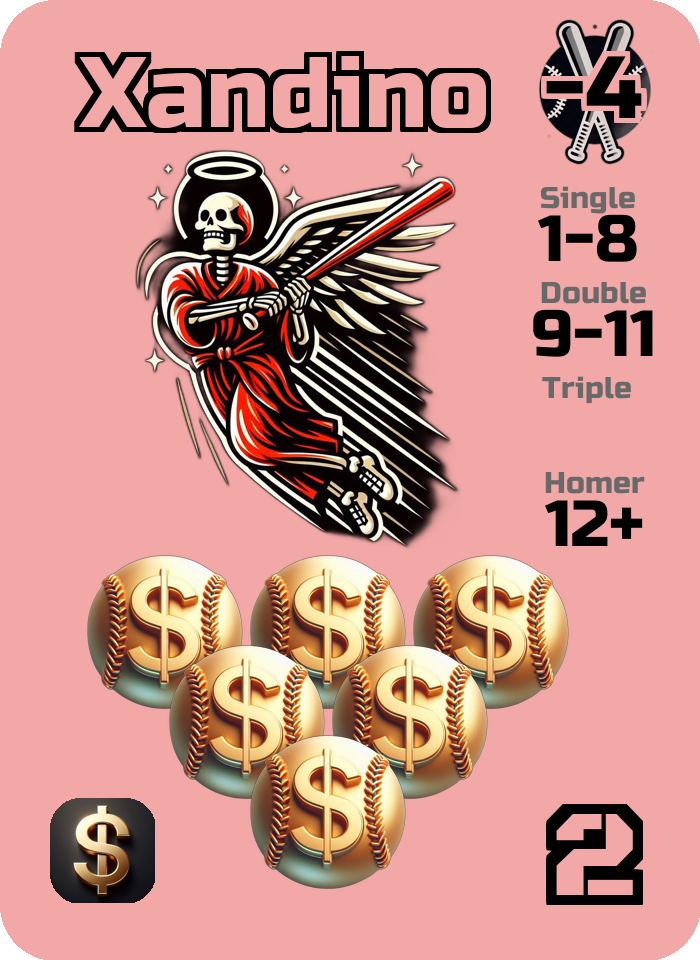 Xandino
-4
Single
1-8
Double
9-11
Triple
Homer
12+
$ $ $
$ $
$
$
2